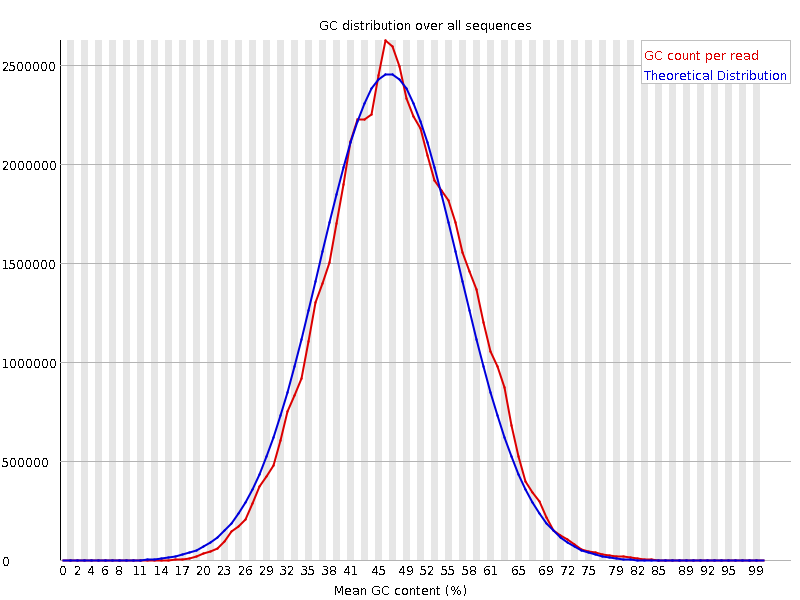 GC distribution over all sequences
GC count per read
Theoretical Distribution
2500000
2000000
1500000
1000000
500000
0
0 2 4 6 8 11 14 17 20 23 26 29 32 35 38 41 45 49 52 55 58 61 65 69 72 75 79 82 85 89 92 95 99
Mean GC content (%)